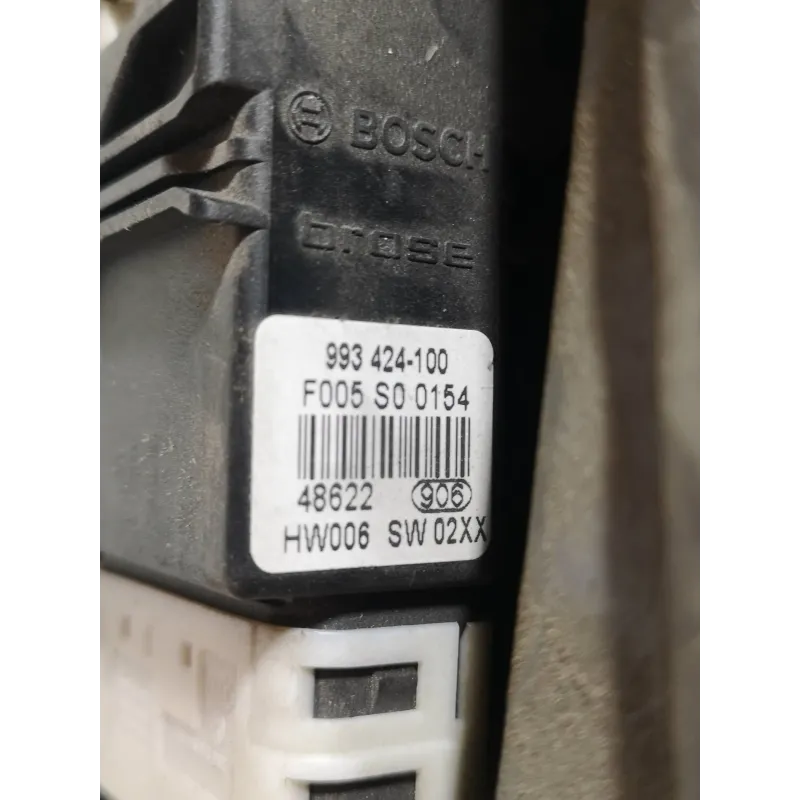 BOSCH
brose
993 424-100
F005 S0 0154
48622 906
HW006 SW 02XX